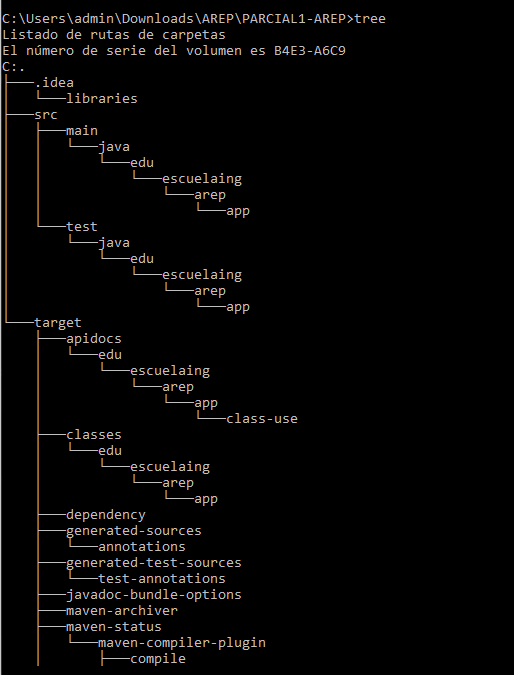 C:\Users\admin\Downloads\AREP\PARCIAL1-AREP>tree
Listado de rutas de carpetas
El número de serie del volumen es B4E3-A6C9
C:.
├───.idea
│   └───libraries
├───src
│   ├───main
│   │   └───java
│   │       └───edu
│   │           └───escuelaing
│   │               └───arep
│   │                   └───app
│   └───test
│       └───java
│           └───edu
│               └───escuelaing
│                   └───arep
│                       └───app
└───target
    ├───apidocs
    │   └───edu
    │       └───escuelaing
    │           └───arep
    │               └───app
    │                   └───class-use
    ├───classes
    │   └───edu
    │       └───escuelaing
    │           └───arep
    │               └───app
    ├───dependency
    ├───generated-sources
    │   └───annotations
    ├───generated-test-sources
    │   └───test-annotations
    ├───javadoc-bundle-options
    ├───maven-archiver
    ├───maven-status
    │   └───maven-compiler-plugin
    │       ├───compile